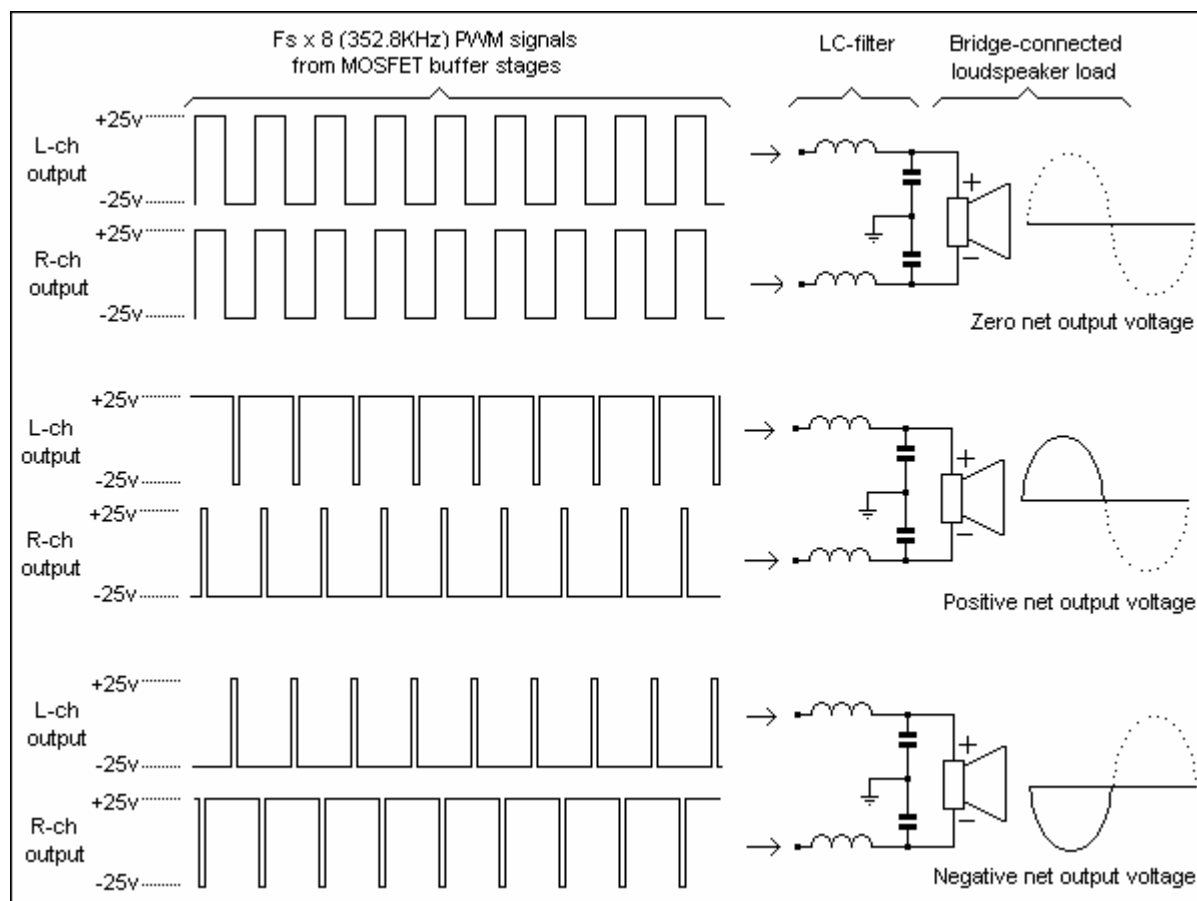 Fs x 8 (352.8KHz) PWM signals
from MOSFET buffer stages
LC-filter
Bridge-connected
loudspeaker load
+25v
L-ch
output
-25v
+25v
R-ch
output
-25v
+
−
Zero net output voltage
+25v
L-ch
output
-25v
+25v
R-ch
output
-25v
+
−
Positive net output voltage
+25v
L-ch
output
-25v
+25v
R-ch
output
-25v
+
−
Negative net output voltage